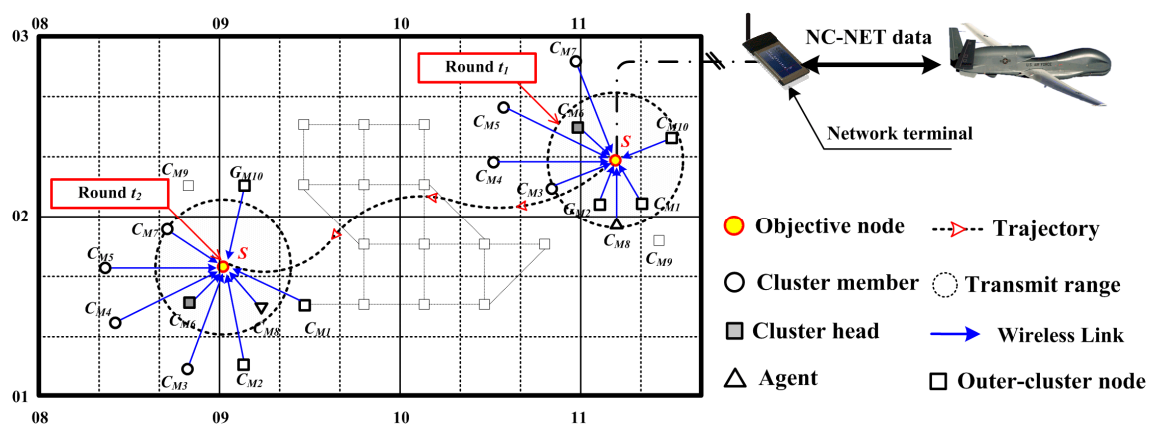 08
09
10
11
03
02
01
08
09
10
11
Round t1
CM7
CM5
CM6
CM10
S
CM4
CM3
GM2
CM1
CM8
CM9
CM9
GM10
Round t2
CM7
S
CM5
CM4
CM6
CM8
CM1
CM3
CM2
NC-NET data
Network terminal
Objective node
Trajectory
Cluster member
Transmit range
Cluster head
Wireless Link
Agent
Outer-cluster node